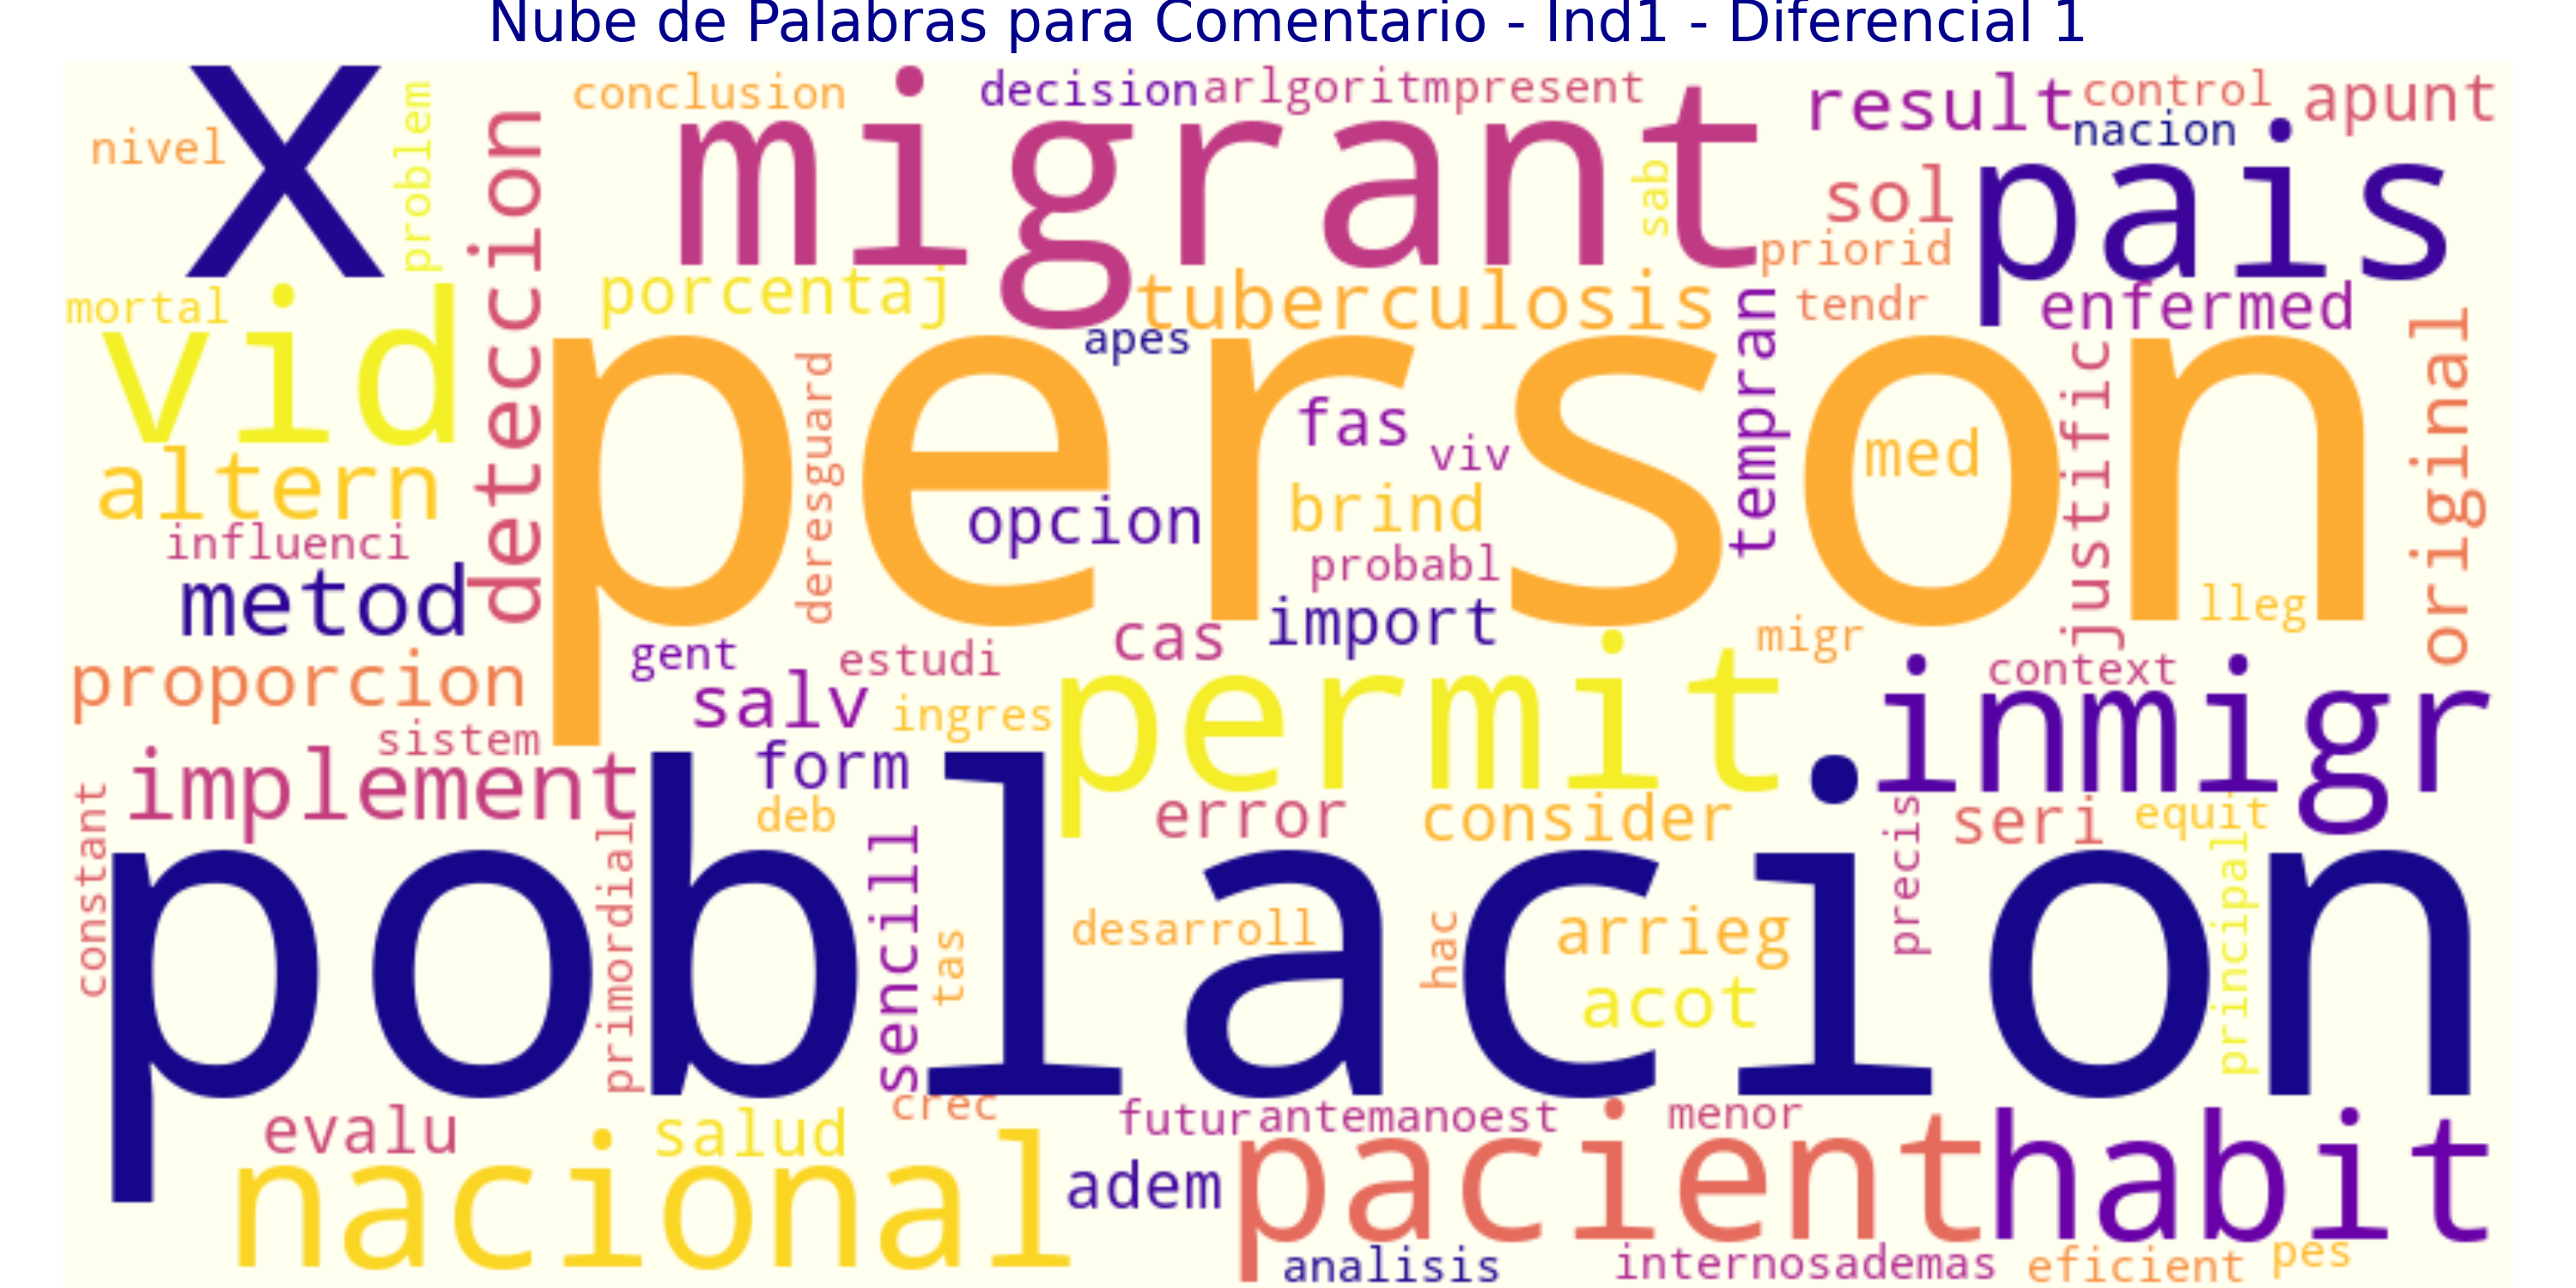 Nube de Palabras para Comentario - Ind1 - Diferencial 1
x
nivel
problem
conclusion
decision
arlgoritmpresent
result
control
nacion
apunt
migrant
sab
sol
priorid
pais
mortal
vid
deteccion
porcentaj
tuberculosis
apes
tempran
tendr
enfermed
original
person
deresguard
fas
viv
med
justific
altern
opcion
brind
influenci
probabl
metod
import
lleg
cas
migr
gent
estudi
context
proporcion
salv
ingres
permit
inmigr
sistem
implement
form
deb
error
consider
precis
seri
equit
constant
primordial
sencill
tas
desarroll
hac
arrieg
acot
principal
poblacion
evalu
salud
crec
futur
antemanoest
menor
nacional
adem
pacient
habit
analisis
internosademas
eficient
pes